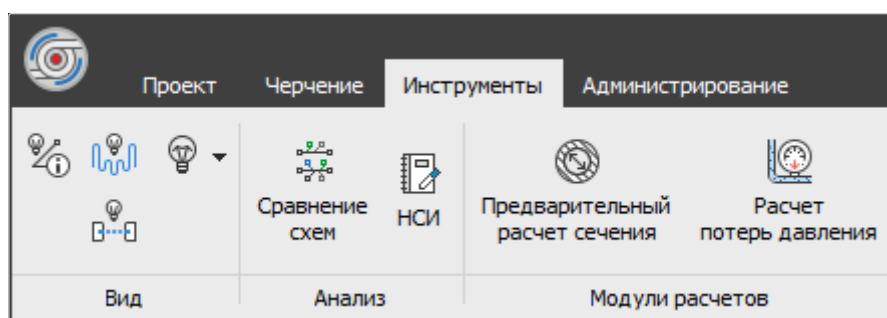 Проект Черчение Инструменты Администрирование
Сравнение схем
НСИ
Предварительный расчет сечения
Расчет потерь давления
Вид Анализ Модули расчетов